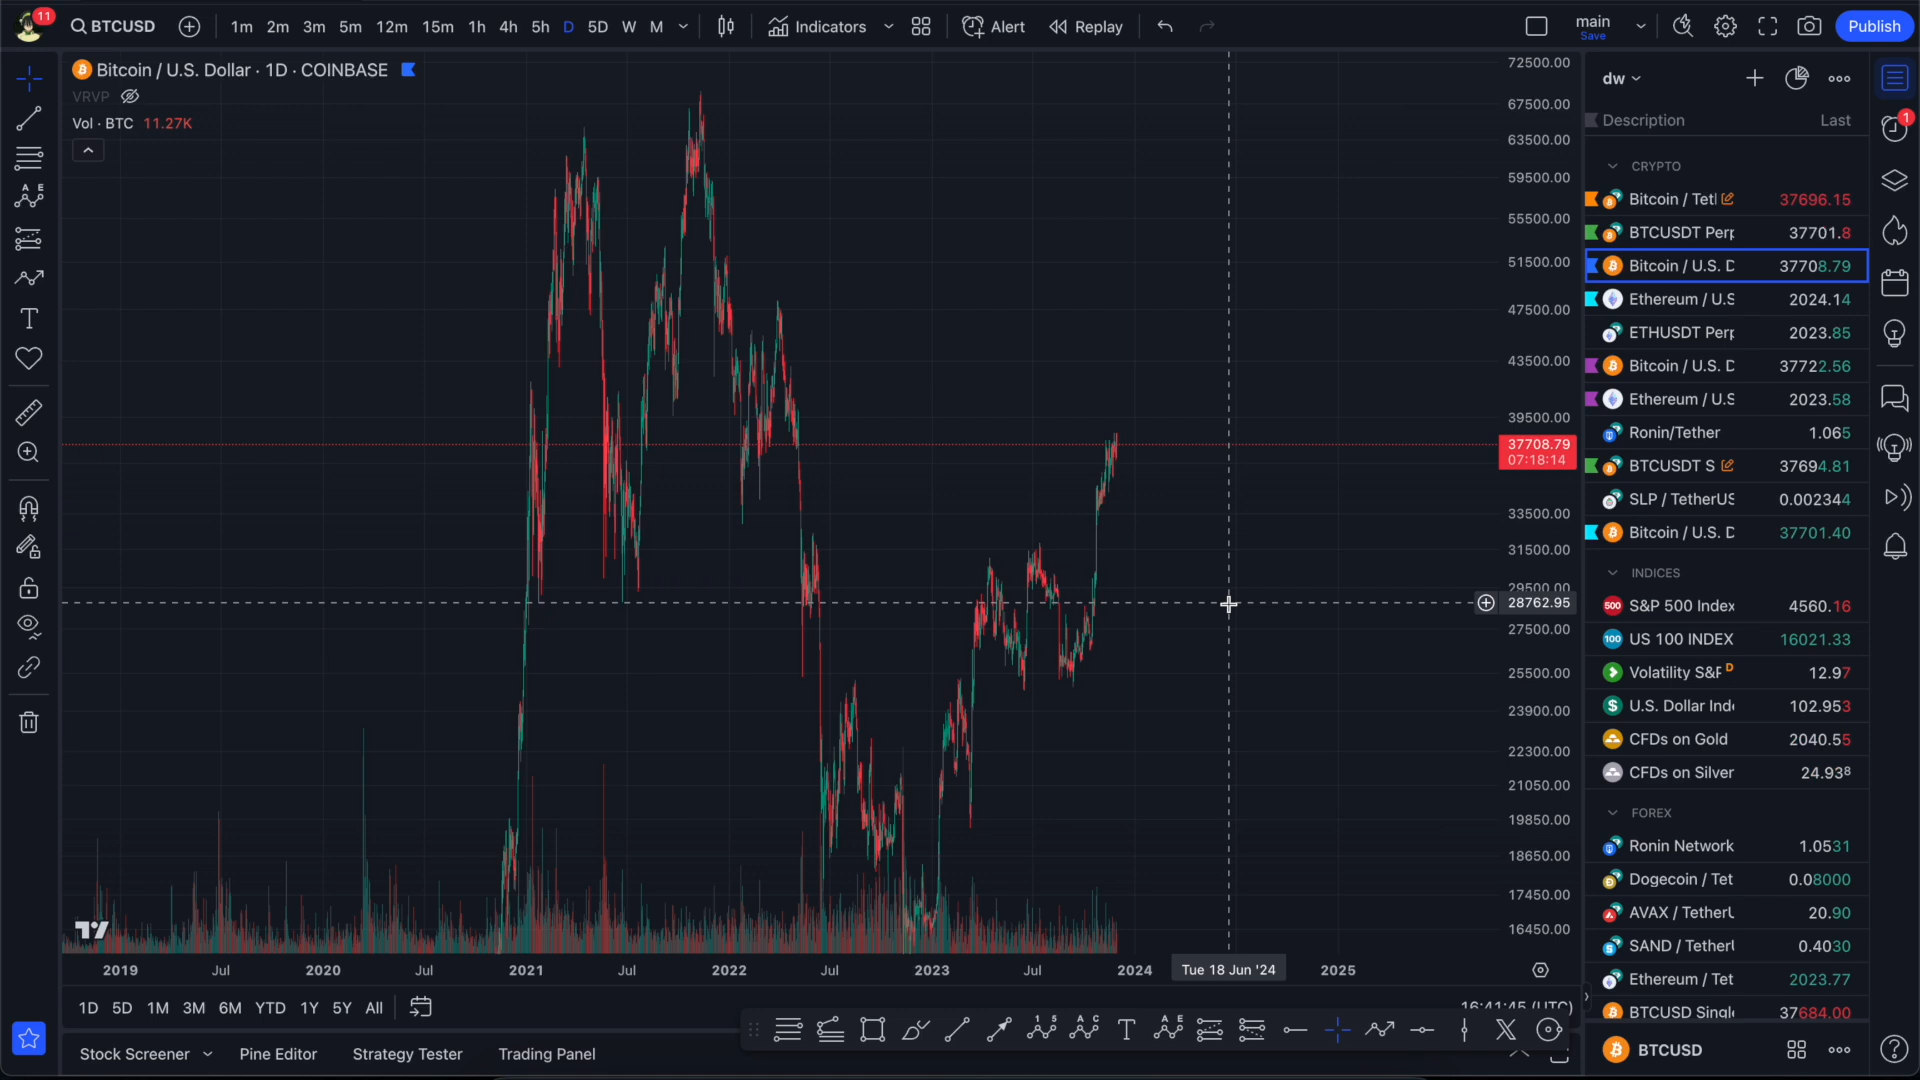 11
BTCUSD
1m 2m 3m 5m 12m 15m 1h 4h 5h D 5D W M
Indicators
Alert
Replay
main
Save
Publish
Bitcoin / U.S. Dollar · 1D · COINBASE
VRVP
Vol · BTC 11.27K
72500.00
67500.00
63500.00
59500.00
55500.00
51500.00
47500.00
43500.00
39500.00
37708.79
07:18:14
33500.00
31500.00
29500.00
28762.95
27500.00
25500.00
23900.00
22300.00
21050.00
19850.00
18650.00
17450.00
16450.00
2019 Jul 2020 Jul 2021 Jul 2022 Jul 2023 Jul 2024 Tue 18 Jun '24 2025
1D 5D 1M 3M 6M YTD 1Y 5Y All
16:41:45 (UTC)
Stock Screener
Pine Editor
Strategy Tester
Trading Panel
dw
1
Description Last
CRYPTO
Bitcoin / Tetl 37696.15
BTCUSDT Perp 37701.8
Bitcoin / U.S. D 37708.79
Ethereum / U.S 2024.14
ETHUSDT Perp 2023.85
Bitcoin / U.S. D 37722.56
Ethereum / U.S 2023.58
Ronin/Tether 1.065
BTCUSDT S 37694.81
SLP / TetherUS 0.002344
Bitcoin / U.S. D 37701.40
INDICES
500 S&P 500 Index 4560.16
100 US 100 INDEX 16021.33
Volatility S&P D 12.97
U.S. Dollar Inde 102.953
CFDs on Gold 2040.55
CFDs on Silver 24.938
FOREX
Ronin Network 1.0531
Dogecoin / Tet 0.08000
AVAX / TetherU 20.90
SAND / TetherU 0.4030
Ethereum / Tet 2023.77
BTCUSD Single 37684.00
BTCUSD